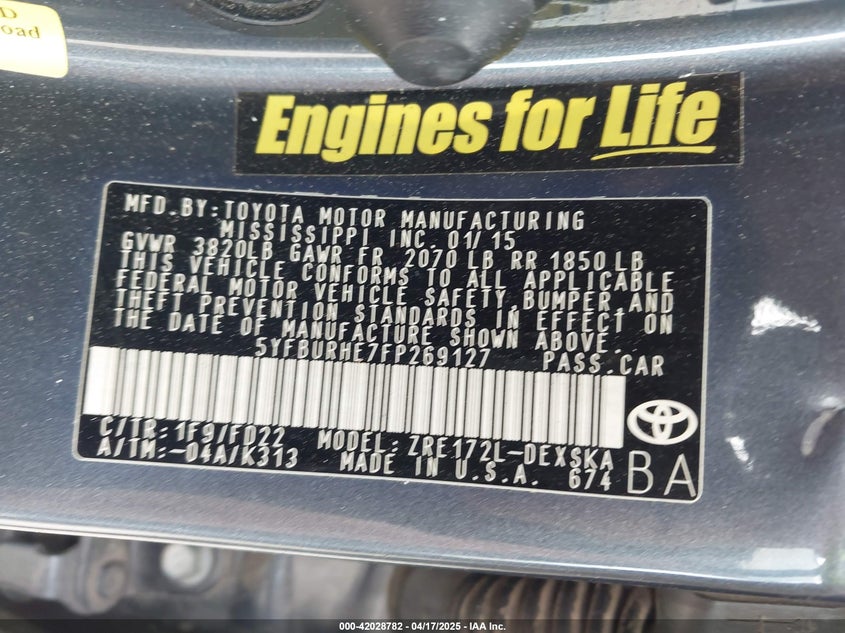 D
oad
Engines for Life
MFD.BY:TOYOTA MOTOR MANUFACTURING
MISSISSIPPI INC. 01/15
GVWR 3820LB GAWR FR 2070 LB RR 1850 LB
THIS VEHICLE CONFORMS TO ALL APPLICABLE
FEDERAL MOTOR VEHICLE SAFETY, BUMPER, AND
THEFT PREVENTION STANDARDS IN EFFECT ON
THE DATE OF MANUFACTURE SHOWN ABOVE.
5YFBURHE7FP269127 PASS.CAR
C/TR:1F9/FD22 MODEL:ZRE172L-DEXSKA
A/TM:-04A/K313 MADE IN U.S.A. 674 BA
000-42028782 - 04/17/2025 - IAA Inc.